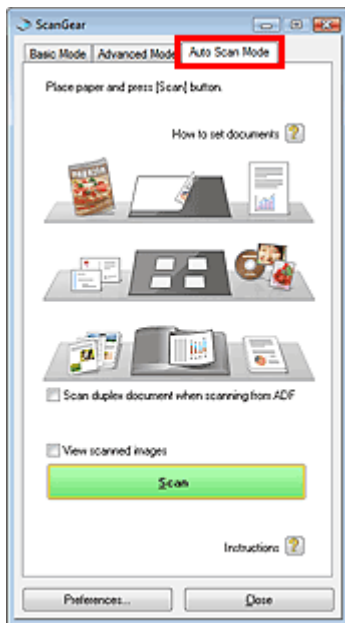 ScanGear
Basic Mode Advanced Mode Auto Scan Mode
Place paper and press [Scan] button.
How to set documents
Scan duplex document when scanning from ADF
View scanned images
Scan
Instructions
Preferences... Close